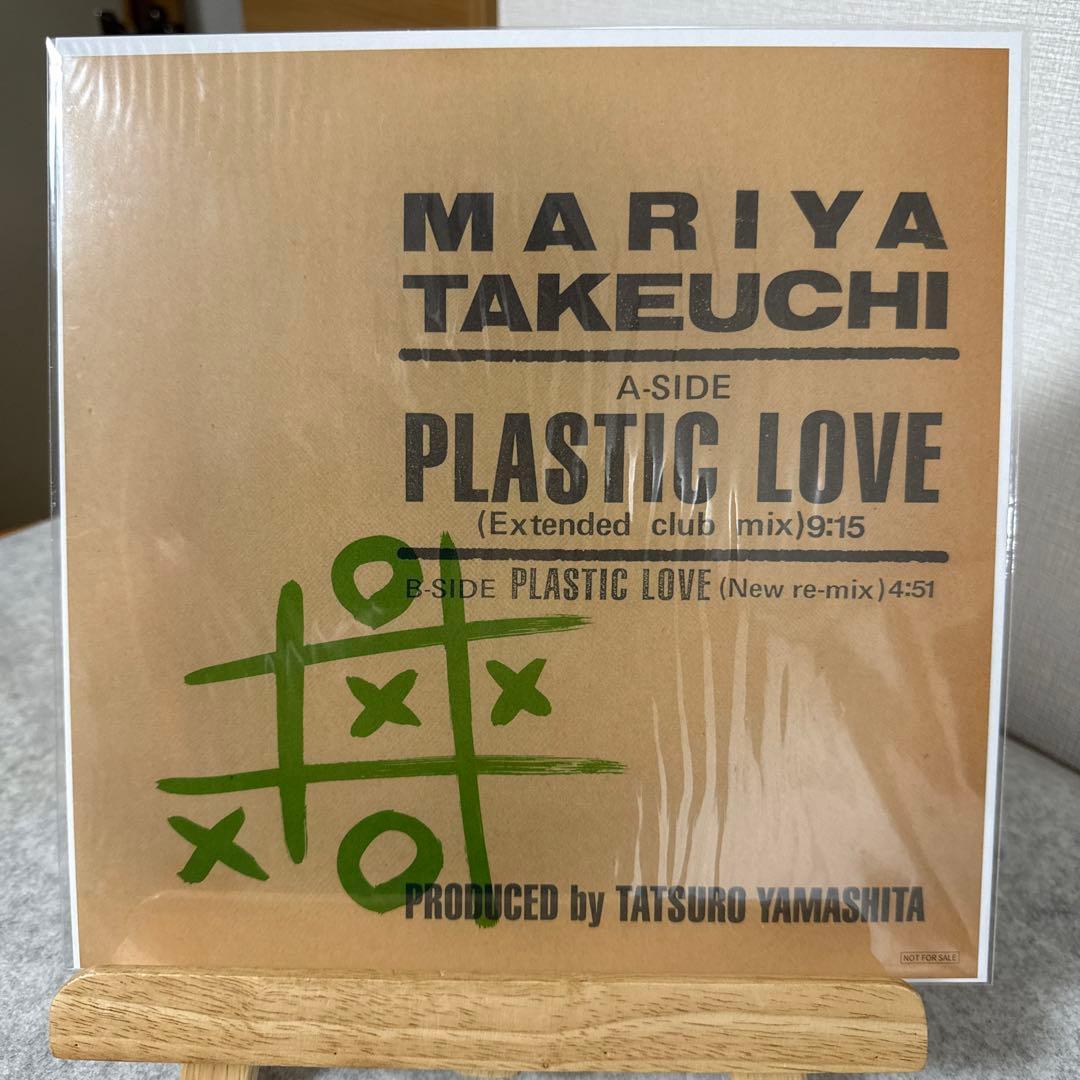 MARIYA
TAKEUCHI
A-SIDE
PLASTIC LOVE
(Extended club mix)9:15
B-SIDE PLASTIC LOVE (New re-mix)4:51
PRODUCED by TATSURO YAMASHITA
NOT FOR SALE